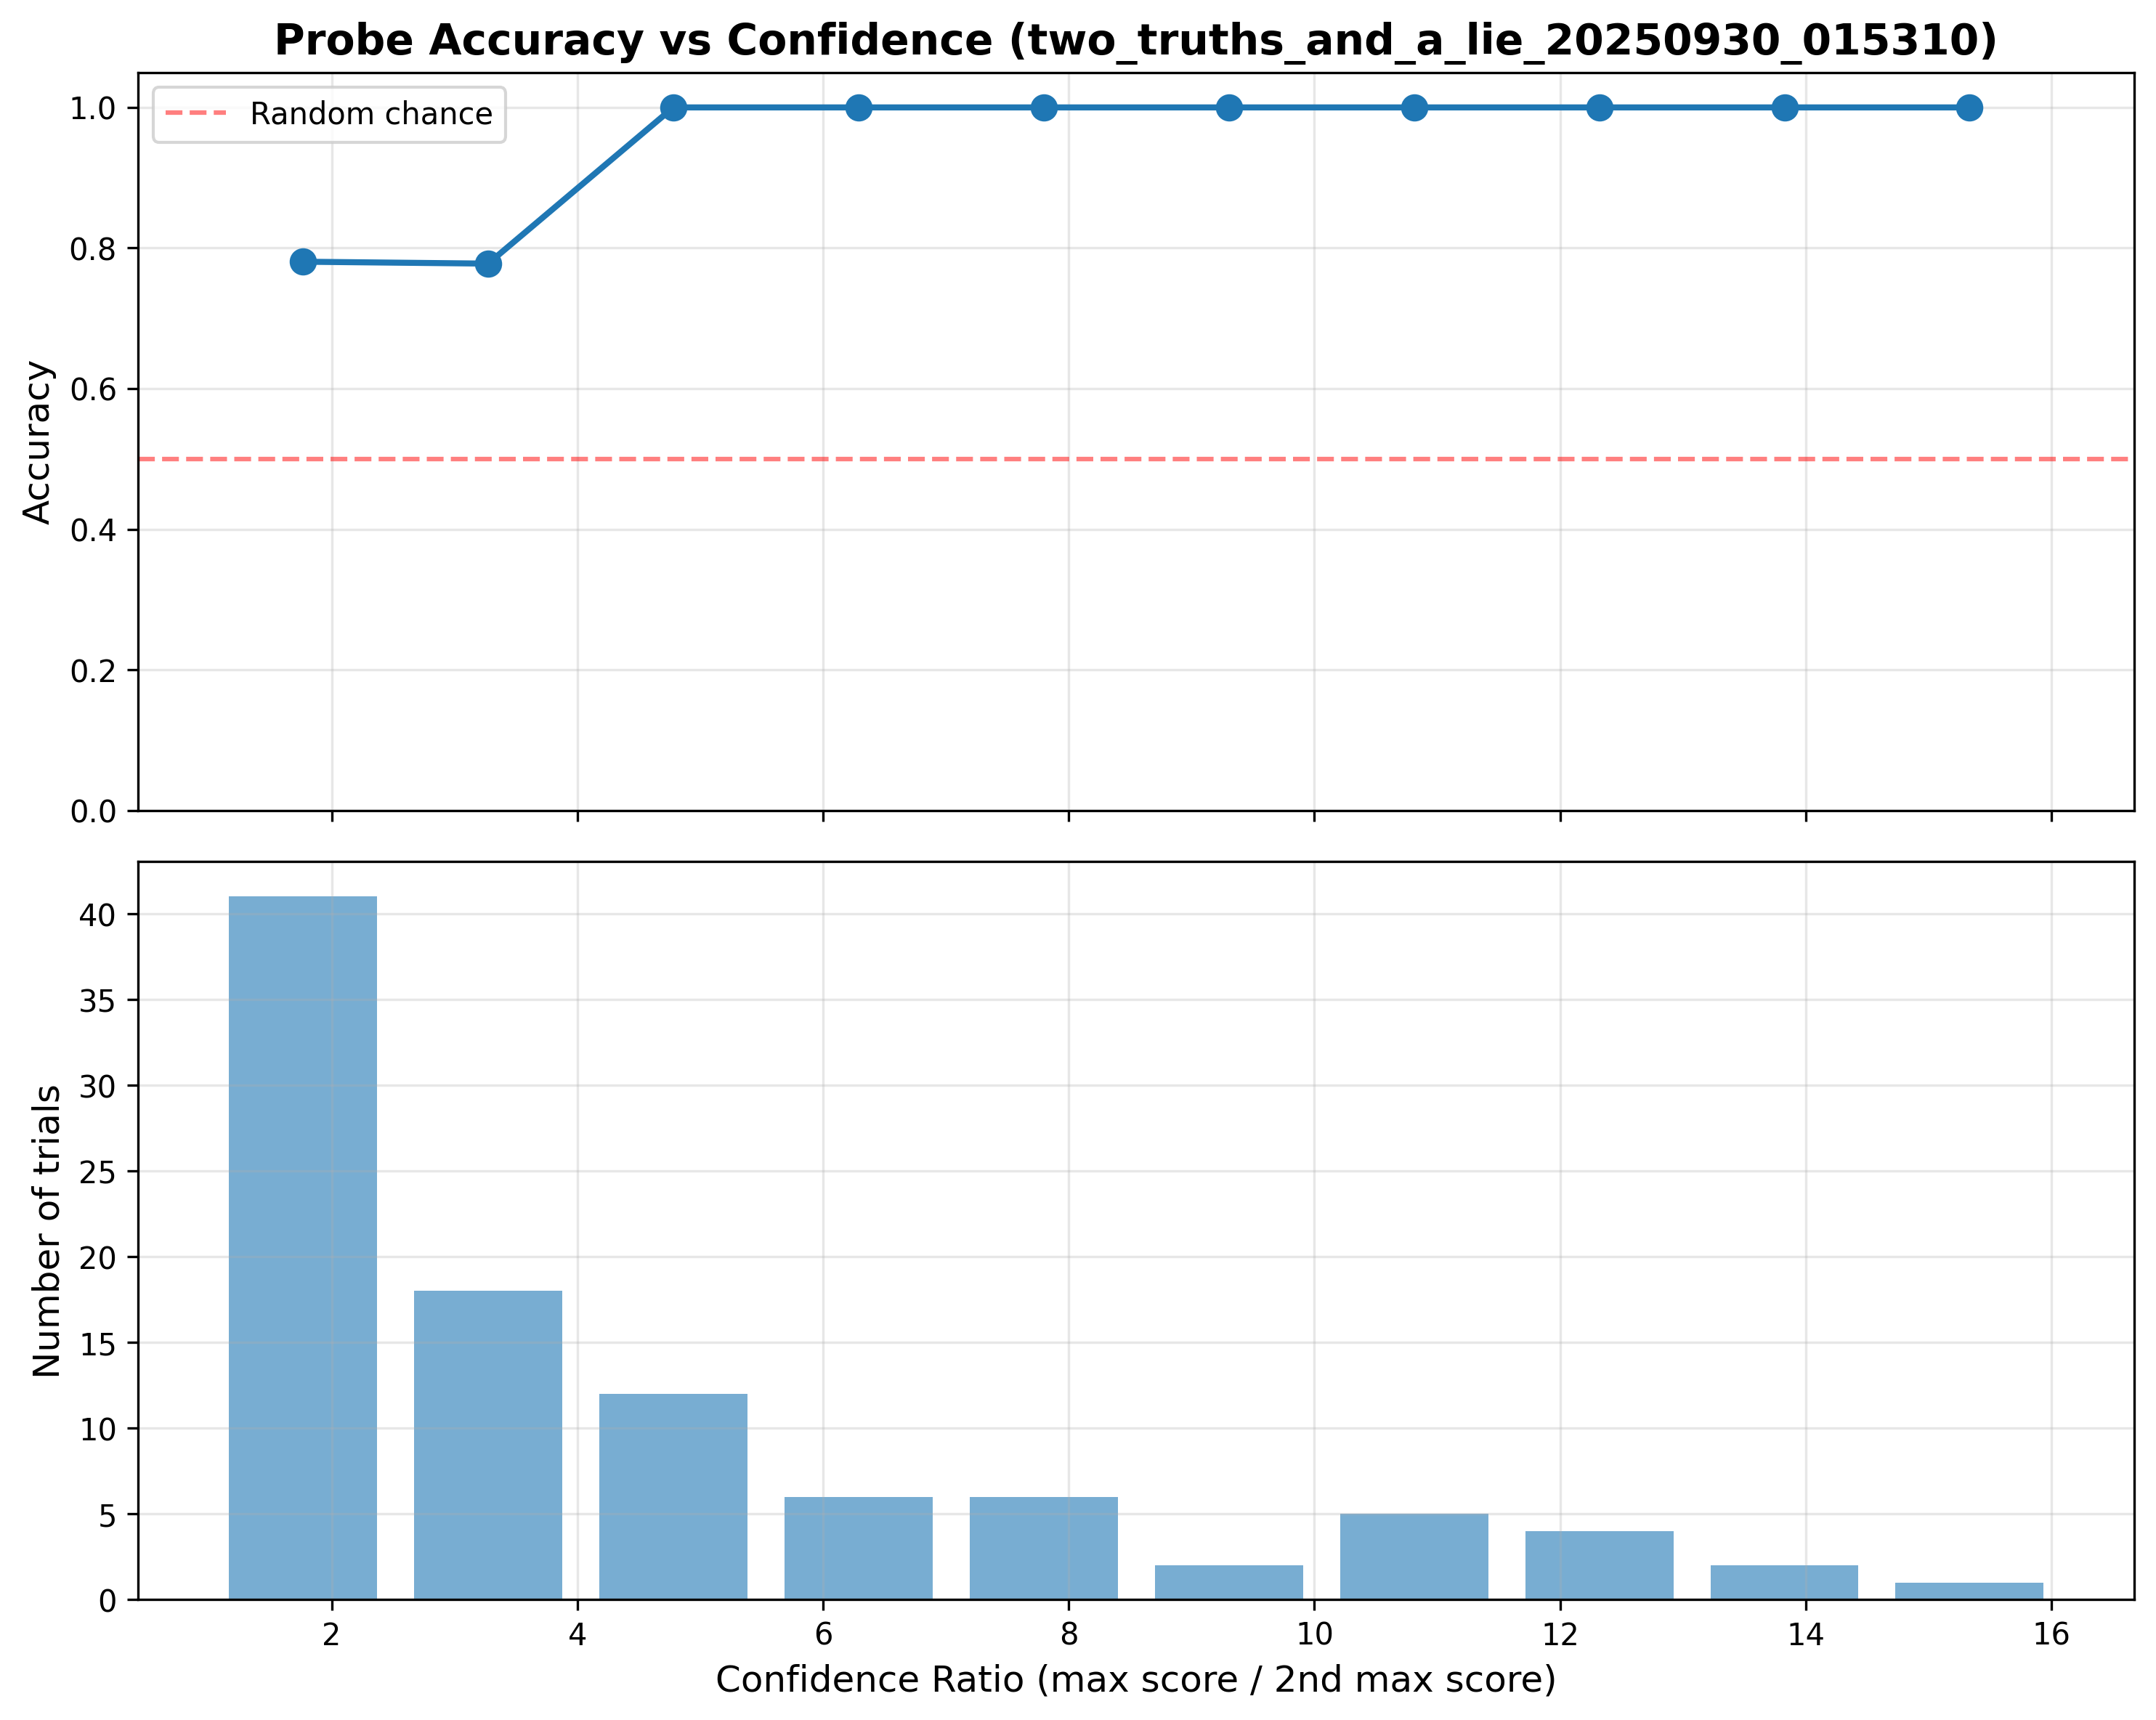 Probe Accuracy vs Confidence (two_truths_and_a_lie_20250930_015310)
Random chance
Accuracy
1.0
0.8
0.6
0.4
0.2
0.0
Number of trials
40
35
30
25
20
15
10
5
0
2 4 6 8 10 12 14 16
Confidence Ratio (max score / 2nd max score)